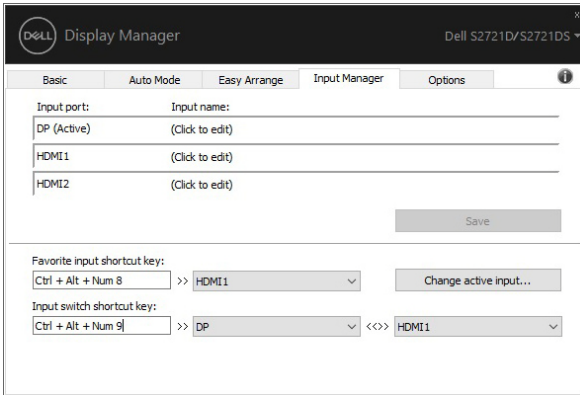 DELL Display Manager Dell S2721D/S2721DS
Basic Auto Mode Easy Arrange Input Manager Options
Input port: Input name:
DP (Active) (Click to edit)
HDMI1 (Click to edit)
HDMI2 (Click to edit)
Save
Favorite input shortcut key:
Ctrl + Alt + Num 8 >> HDMI1 Change active input...
Input switch shortcut key:
Ctrl + Alt + Num 9 >> DP <<>> HDMI1